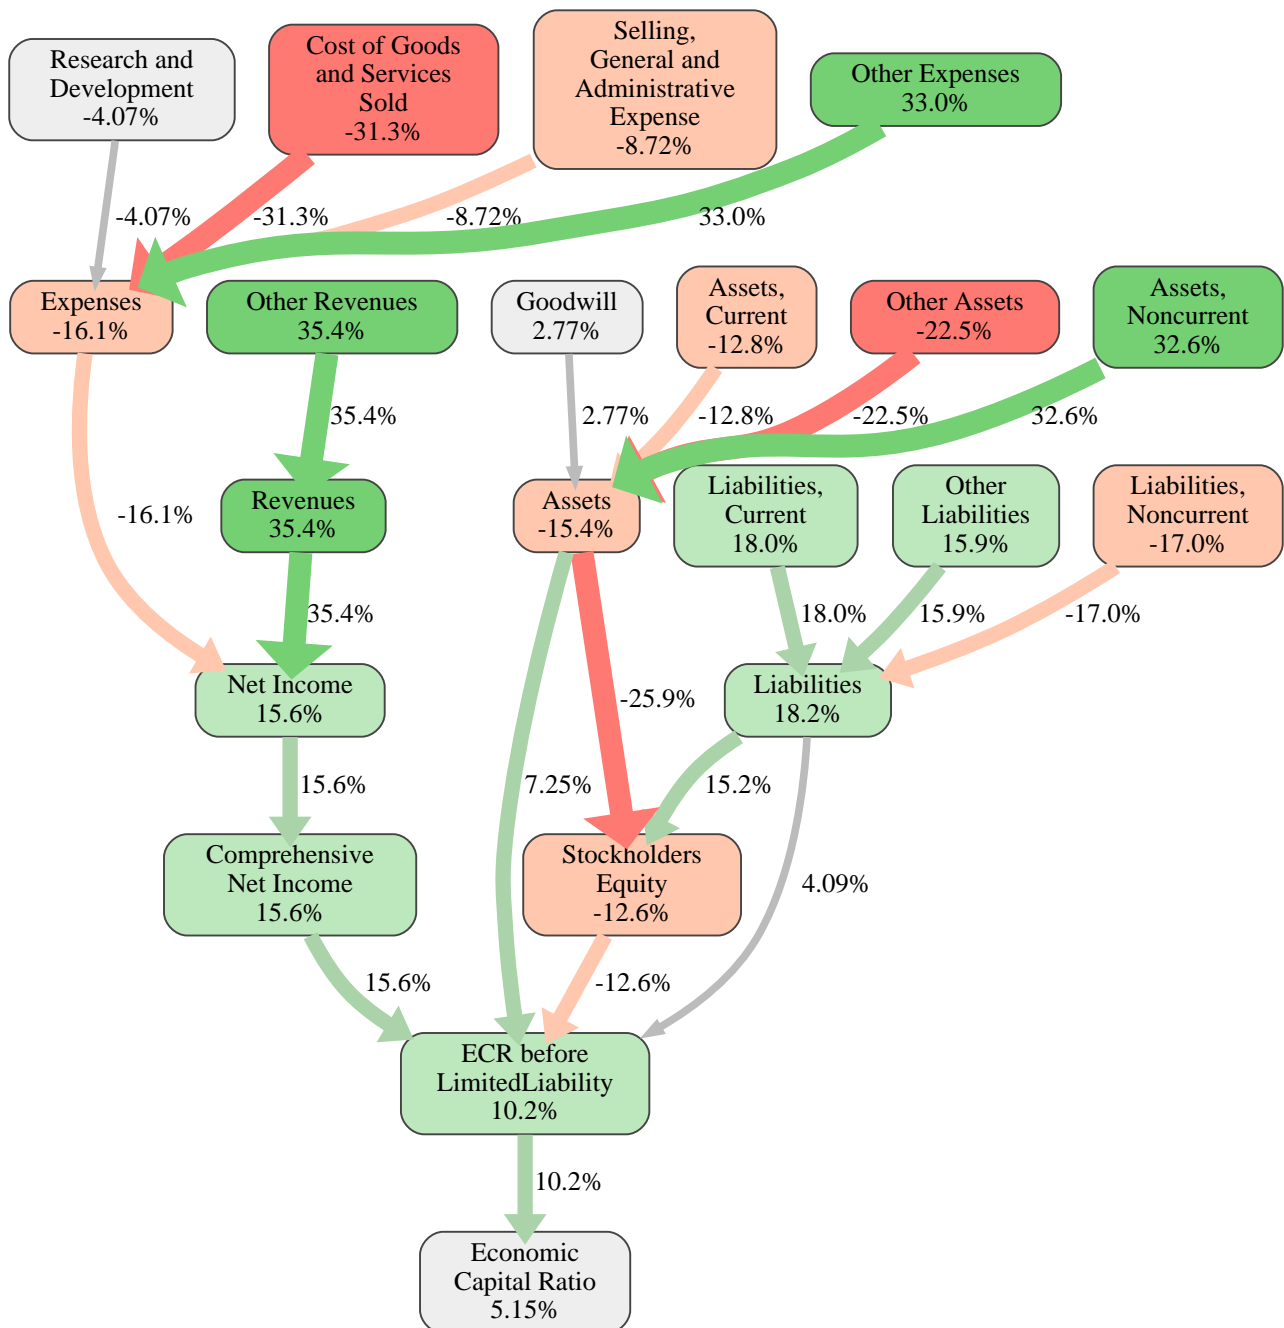 Research and
Development
-4.07%
Cost of Goods
and Services
Sold
-31.3%
Selling,
General and
Administrative
Expense
-8.72%
Other Expenses
33.0%
-4.07%
-31.3%
-8.72%
33.0%
Expenses
-16.1%
Other Revenues
35.4%
Goodwill
2.77%
Assets,
Current
-12.8%
Other Assets
-22.5%
Assets,
Noncurrent
32.6%
35.4%
2.77%
-12.8%
-22.5%
32.6%
-16.1%
Revenues
35.4%
Assets
-15.4%
Liabilities,
Current
18.0%
Other
Liabilities
15.9%
Liabilities,
Noncurrent
-17.0%
35.4%
18.0%
15.9%
-17.0%
Net Income
15.6%
-25.9%
Liabilities
18.2%
15.6%
7.25%
15.2%
Comprehensive
Net Income
15.6%
Stockholders
Equity
-12.6%
4.09%
15.6%
-12.6%
ECR before
LimitedLiability
10.2%
10.2%
Economic
Capital Ratio
5.15%